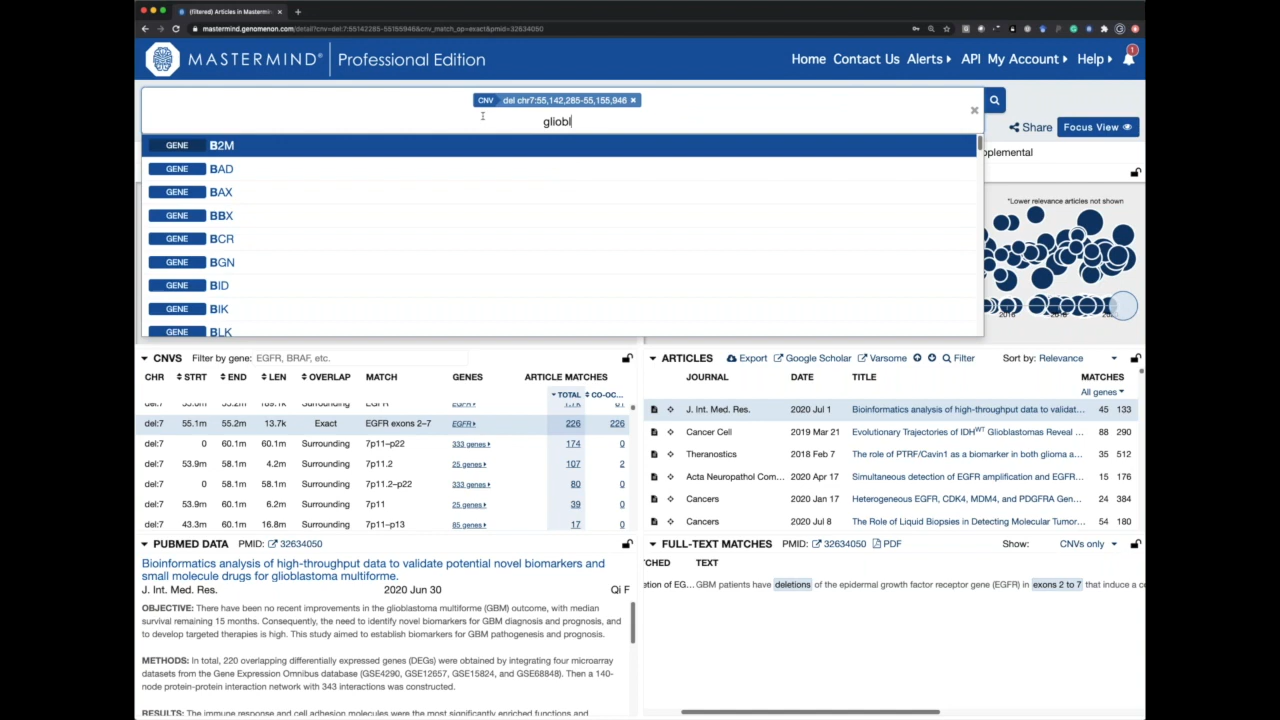 (filtered) Articles in Mastermi
mastermind.genomenon.com/detail?cnv=del:7:55142285-55155946&cnv_match_op=exact&pmid=32634050
MASTERMIND® Professional Edition
Home Contact Us Alerts API My Account Help 1
CNV del chr7:55,142,285-55,155,946 ×
gliobl
Share Focus View
GENE B2M
pplemental
GENE BAD
GENE BAX
*Lower relevance articles not shown
GENE BBX
GENE BCR
GENE BGN
GENE BID
GENE BIK
GENE BLK
CNVS Filter by gene: EGFR, BRAF, etc.
CHR STRT END LEN OVERLAP MATCH GENES ARTICLE MATCHES
TOTAL CO-OC...
del:7 55.1m 55.2m 13.7k Exact EGFR exons 2–7 EGFR 226 226
del:7 0 60.1m 60.1m Surrounding 7p11–p22 333 genes 174 0
del:7 53.9m 58.1m 4.2m Surrounding 7p11.2 25 genes 107 2
del:7 0 58.1m 58.1m Surrounding 7p11.2–p22 333 genes 80 0
del:7 53.9m 60.1m 6.2m Surrounding 7p11 25 genes 39 0
del:7 43.3m 60.1m 16.8m Surrounding 7p11–p13 85 genes 17 0
ARTICLES Export Google Scholar Varsome Filter Sort by: Relevance
JOURNAL DATE TITLE MATCHES
All genes
J. Int. Med. Res. 2020 Jul 1 Bioinformatics analysis of high-throughput data to validat... 45 133
Cancer Cell 2019 Mar 21 Evolutionary Trajectories of IDHWT Glioblastomas Reveal ... 88 290
Theranostics 2018 Feb 7 The role of PTRF/Cavin1 as a biomarker in both glioma a... 35 512
Acta Neuropathol Com... 2020 Apr 17 Simultaneous detection of EGFR amplification and EGFR... 15 176
Cancers 2020 Jan 17 Heterogeneous EGFR, CDK4, MDM4, and PDGFRA Gen... 24 384
Cancers 2020 Jul 8 The Role of Liquid Biopsies in Detecting Molecular Tumor... 54 180
PUBMED DATA PMID: 32634050
Bioinformatics analysis of high-throughput data to validate potential novel biomarkers and
small molecule drugs for glioblastoma multiforme.
J. Int. Med. Res. 2020 Jun 30 Qi F
OBJECTIVE: There have been no recent improvements in the glioblastoma multiforme (GBM) outcome, with median
survival remaining 15 months. Consequently, the need to identify novel biomarkers for GBM diagnosis and prognosis, and
to develop targeted therapies is high. This study aimed to establish biomarkers for GBM pathogenesis and prognosis.
METHODS: In total, 220 overlapping differentially expressed genes (DEGs) were obtained by integrating four microarray
datasets from the Gene Expression Omnibus database (GSE4290, GSE12657, GSE15824, and GSE68848). Then a 140-
node protein-protein interaction network with 343 interactions was constructed.
RESULTS: The immune response and cell adhesion molecules were the most significantly enriched functions and
FULL-TEXT MATCHES PMID: 32634050 PDF Show: CNVs only
CHED TEXT
etion of EG... GBM patients have deletions of the epidermal growth factor receptor gene (EGFR) in exons 2 to 7 that induce a c